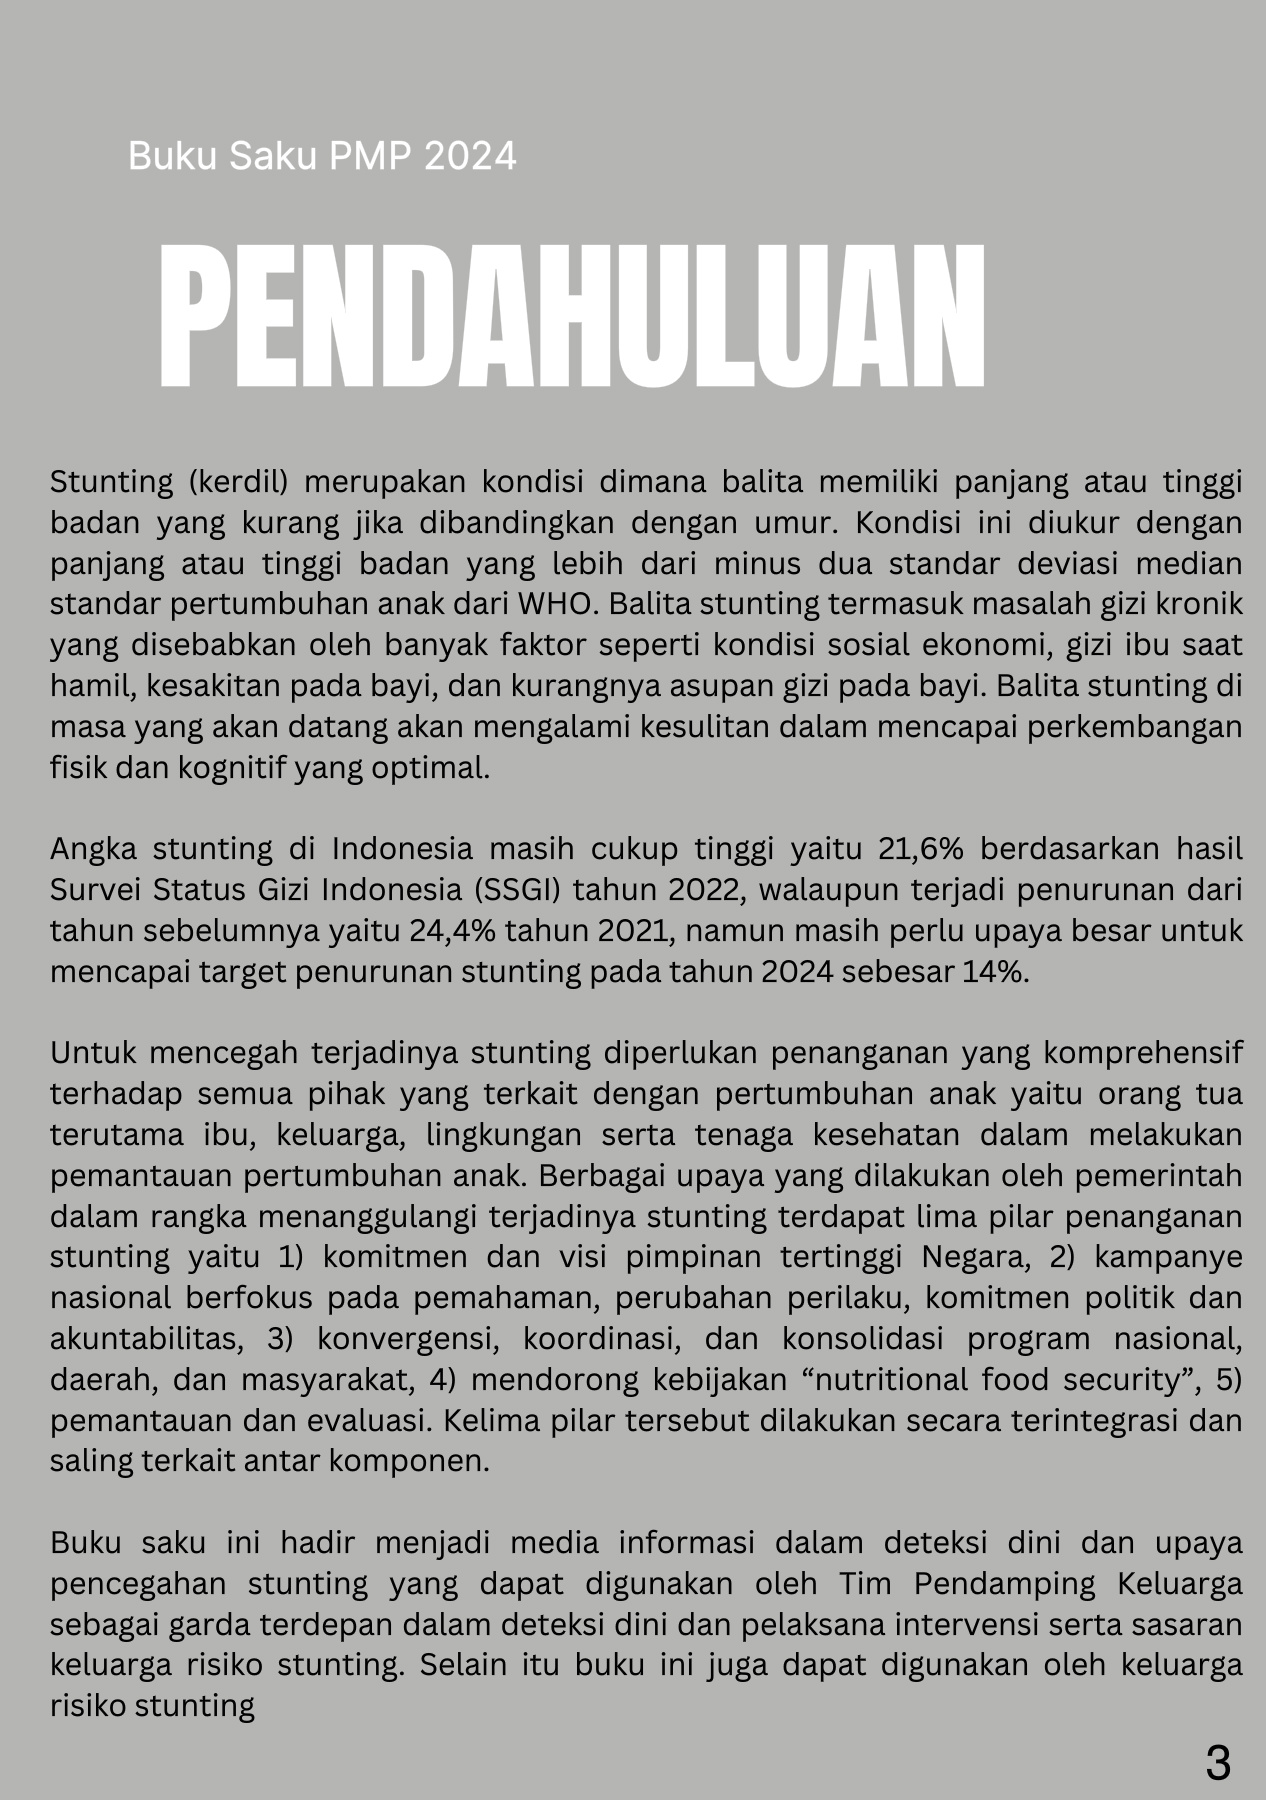 Buku Saku PMP 2024
PENDAHULUAN
Stunting (kerdil) merupakan kondisi dimana balita memiliki panjang atau tinggi
badan yang kurang jika dibandingkan dengan umur. Kondisi ini diukur dengan
panjang atau tinggi badan yang lebih dari minus dua standar deviasi median
standar pertumbuhan anak dari WHO. Balita stunting termasuk masalah gizi kronik
yang disebabkan oleh banyak faktor seperti kondisi sosial ekonomi, gizi ibu saat
hamil, kesakitan pada bayi, dan kurangnya asupan gizi pada bayi. Balita stunting di
masa yang akan datang akan mengalami kesulitan dalam mencapai perkembangan
fisik dan kognitif yang optimal.
Angka stunting di Indonesia masih cukup tinggi yaitu 21,6% berdasarkan hasil
Survei Status Gizi Indonesia (SSGI) tahun 2022, walaupun terjadi penurunan dari
tahun sebelumnya yaitu 24,4% tahun 2021, namun masih perlu upaya besar untuk
mencapai target penurunan stunting pada tahun 2024 sebesar 14%.
Untuk mencegah terjadinya stunting diperlukan penanganan yang komprehensif
terhadap semua pihak yang terkait dengan pertumbuhan anak yaitu orang tua
terutama ibu, keluarga, lingkungan serta tenaga kesehatan dalam melakukan
pemantauan pertumbuhan anak. Berbagai upaya yang dilakukan oleh pemerintah
dalam rangka menanggulangi terjadinya stunting terdapat lima pilar penanganan
stunting yaitu 1) komitmen dan visi pimpinan tertinggi Negara, 2) kampanye
nasional berfokus pada pemahaman, perubahan perilaku, komitmen politik dan
akuntabilitas, 3) konvergensi, koordinasi, dan konsolidasi program nasional,
daerah, dan masyarakat, 4) mendorong kebijakan “nutritional food security”, 5)
pemantauan dan evaluasi. Kelima pilar tersebut dilakukan secara terintegrasi dan
saling terkait antar komponen.
Buku saku ini hadir menjadi media informasi dalam deteksi dini dan upaya
pencegahan stunting yang dapat digunakan oleh Tim Pendamping Keluarga
sebagai garda terdepan dalam deteksi dini dan pelaksana intervensi serta sasaran
keluarga risiko stunting. Selain itu buku ini juga dapat digunakan oleh keluarga
risiko stunting
3